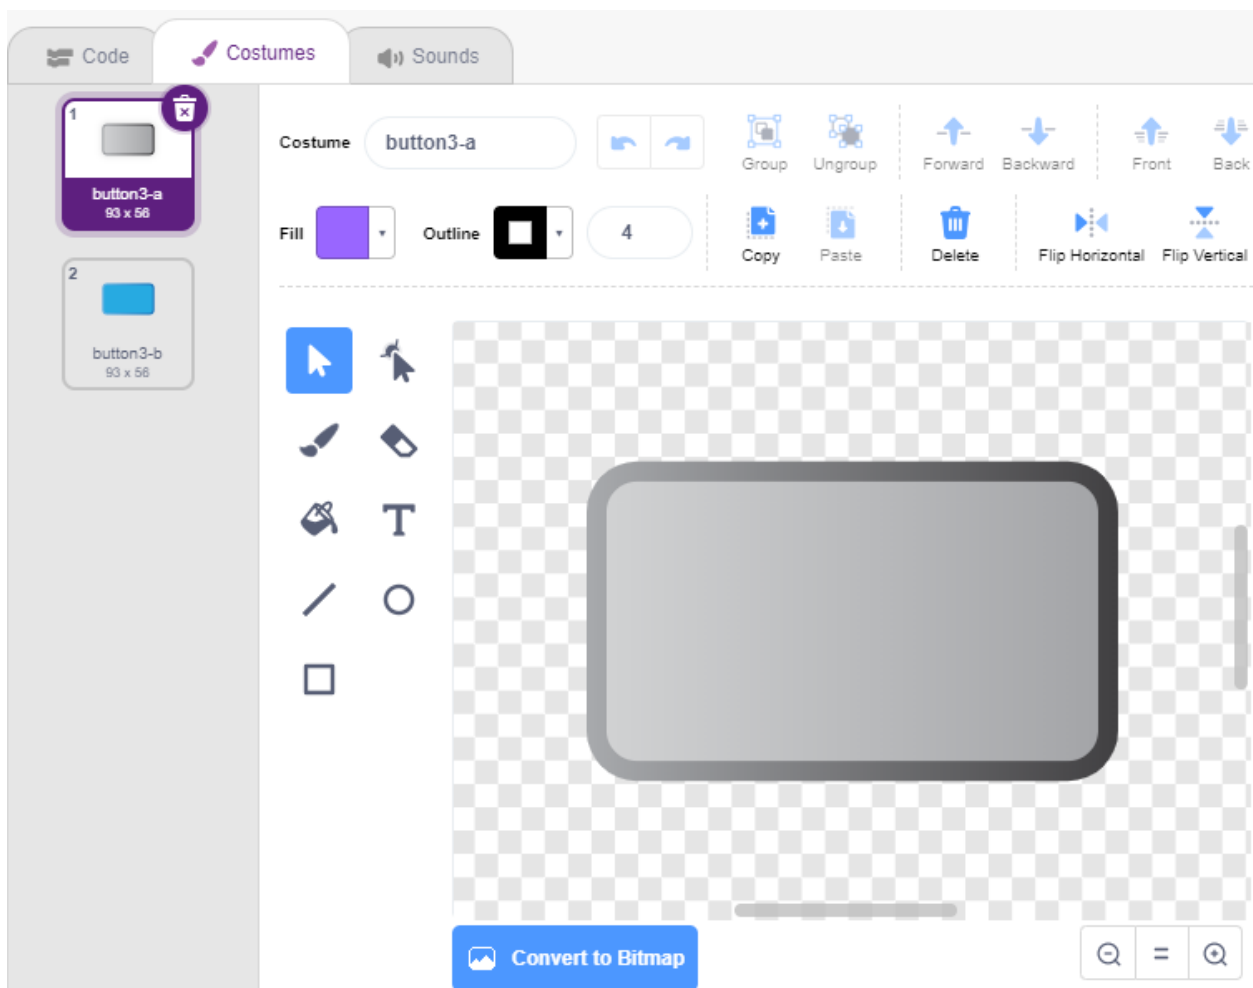 Code
Costumes
Sounds
1
button3-a
93 x 56
2
button3-b
93 x 56
Costume
button3-a
Group
Ungroup
Forward
Backward
Front
Back
Fill
Outline
4
Copy
Paste
Delete
Flip Horizontal
Flip Vertical
T
Convert to Bitmap
=